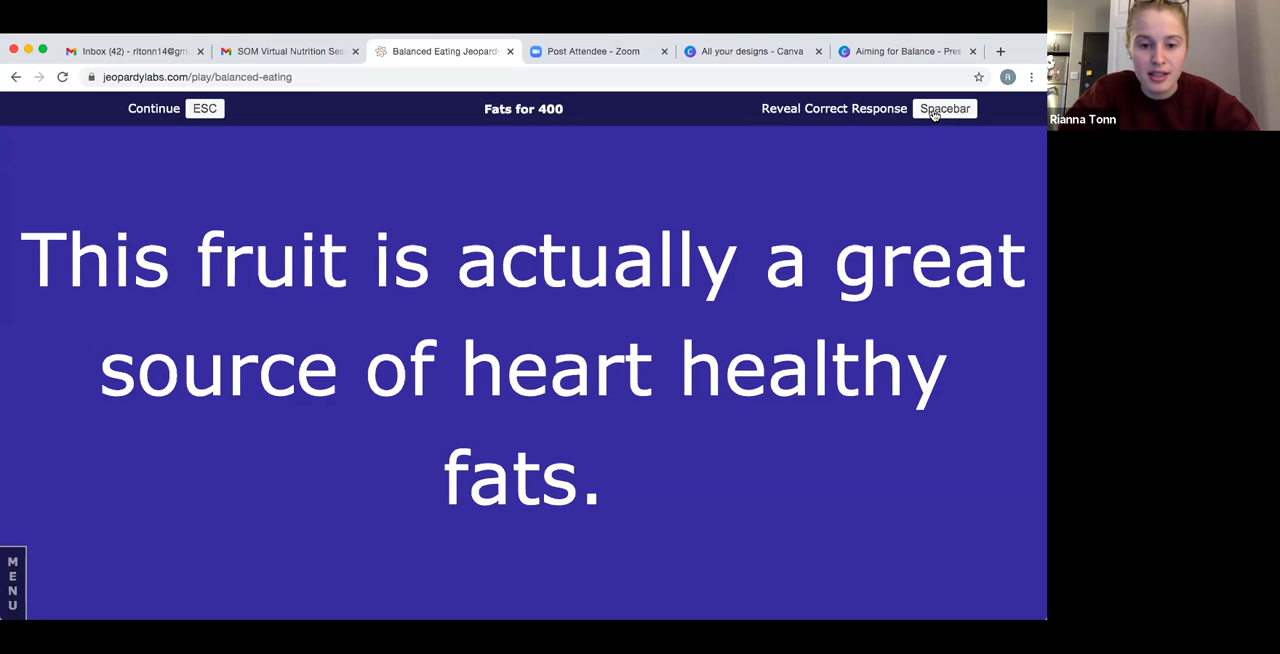 Inbox (42) - rltonn14@gm
SOM Virtual Nutrition Ses
Balanced Eating Jeopard
Post Attendee - Zoom
All your designs - Canva
Aiming for Balance - Pres
jeopardylabs.com/play/balanced-eating
R
Continue ESC
Fats for 400
Reveal Correct Response Spacebar
Rianna Tonn
This fruit is actually a great
source of heart healthy
fats.
MENU